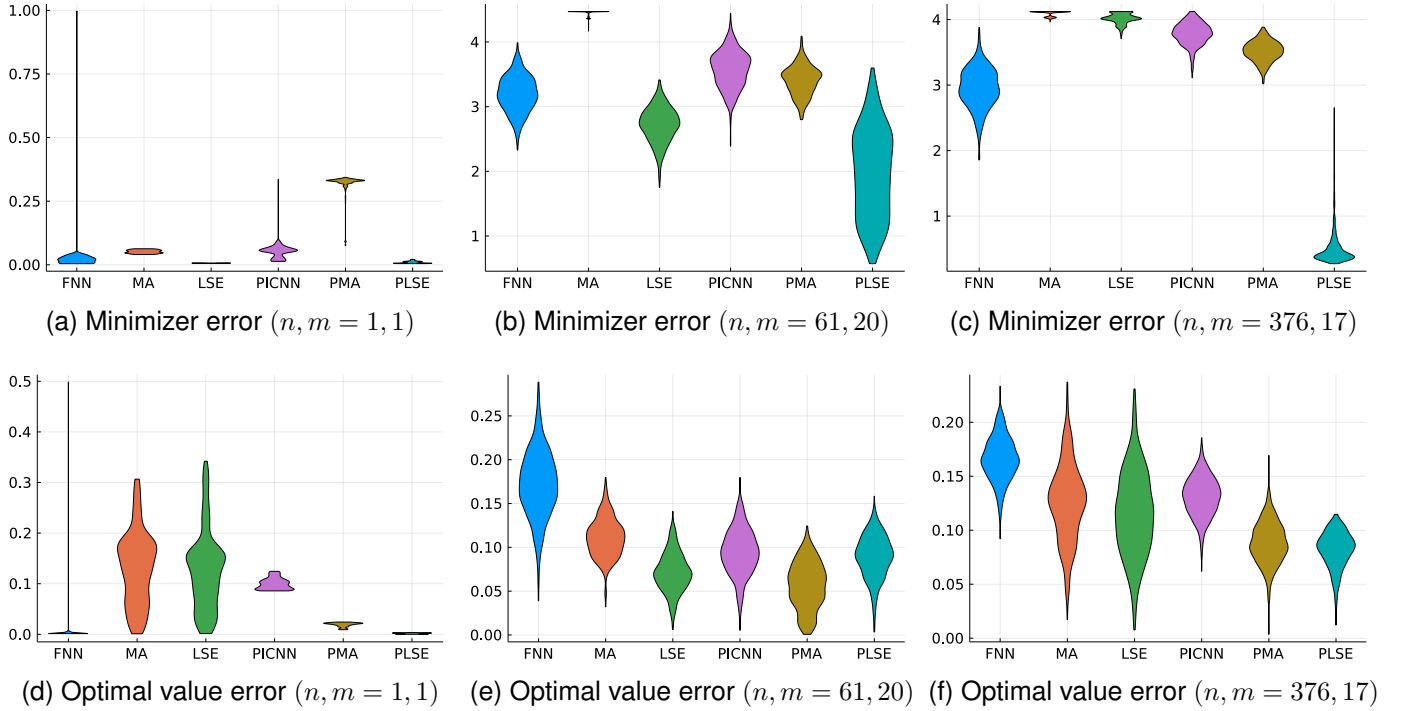 1.00
0.75
0.50
0.25
0.00
FNN MA LSE PICNN PMA PLSE
(a) Minimizer error (n, m = 1, 1)
4
3
2
1
FNN MA LSE PICNN PMA PLSE
(b) Minimizer error (n, m = 61, 20)
4
3
2
1
FNN MA LSE PICNN PMA PLSE
(c) Minimizer error (n, m = 376, 17)
0.5
0.4
0.3
0.2
0.1
0.0
FNN MA LSE PICNN PMA PLSE
(d) Optimal value error (n, m = 1, 1)
0.25
0.20
0.15
0.10
0.05
0.00
FNN MA LSE PICNN PMA PLSE
(e) Optimal value error (n, m = 61, 20)
0.20
0.15
0.10
0.05
0.00
FNN MA LSE PICNN PMA PLSE
(f) Optimal value error (n, m = 376, 17)